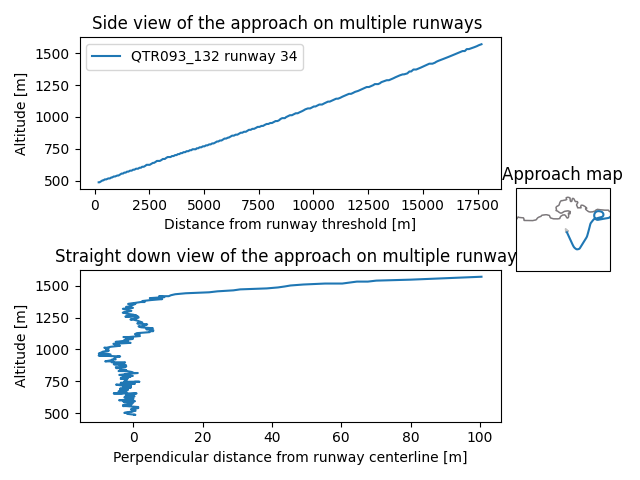 Side view of the approach on multiple runways
QTR093_132 runway 34
Altitude [m]
1500
1250
1000
750
500
0 2500 5000 7500 10000 12500 15000 17500
Distance from runway threshold [m]
Approach map
Straight down view of the approach on multiple runway
Altitude [m]
1500
1250
1000
750
500
0 20 40 60 80 100
Perpendicular distance from runway centerline [m]